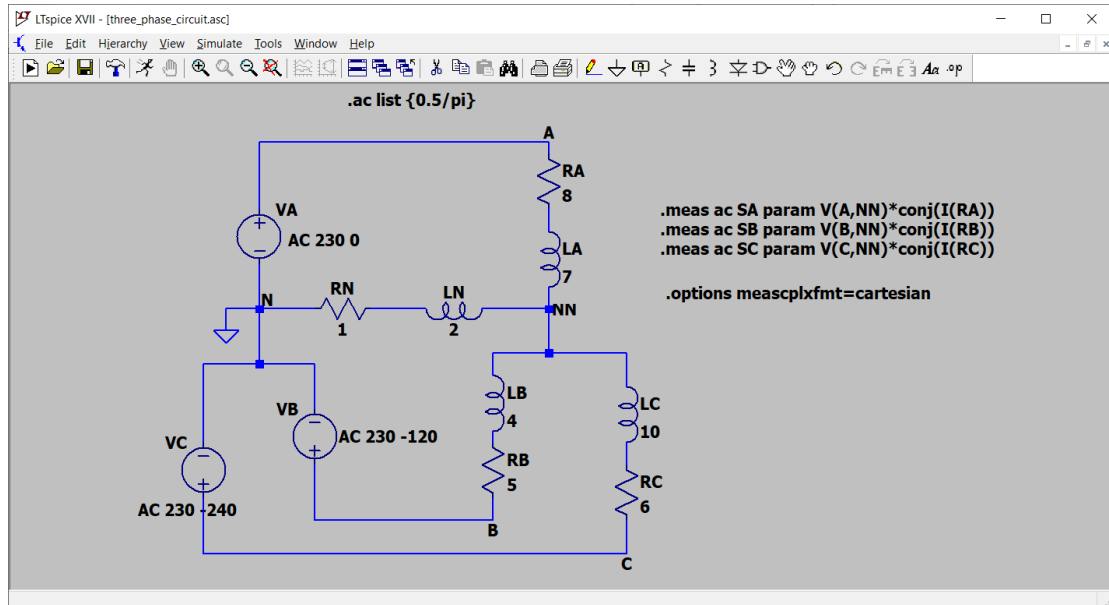 LTspice XVII - [three_phase_circuit.asc]
File Edit Hierarchy View Simulate Tools Window Help
Aa .op
.ac list {0.5/pi}
A
RA
8
VA
AC 230 0
LA
7
.meas ac SA param V(A,NN)*conj(I(RA))
.meas ac SB param V(B,NN)*conj(I(RB))
.meas ac SC param V(C,NN)*conj(I(RC))
.options meascplxfmt=cartesian
N
RN
1
LN
2
NN
LB
4
LC
10
VB
AC 230 -120
VC
AC 230 -240
RB
5
RC
6
B
C